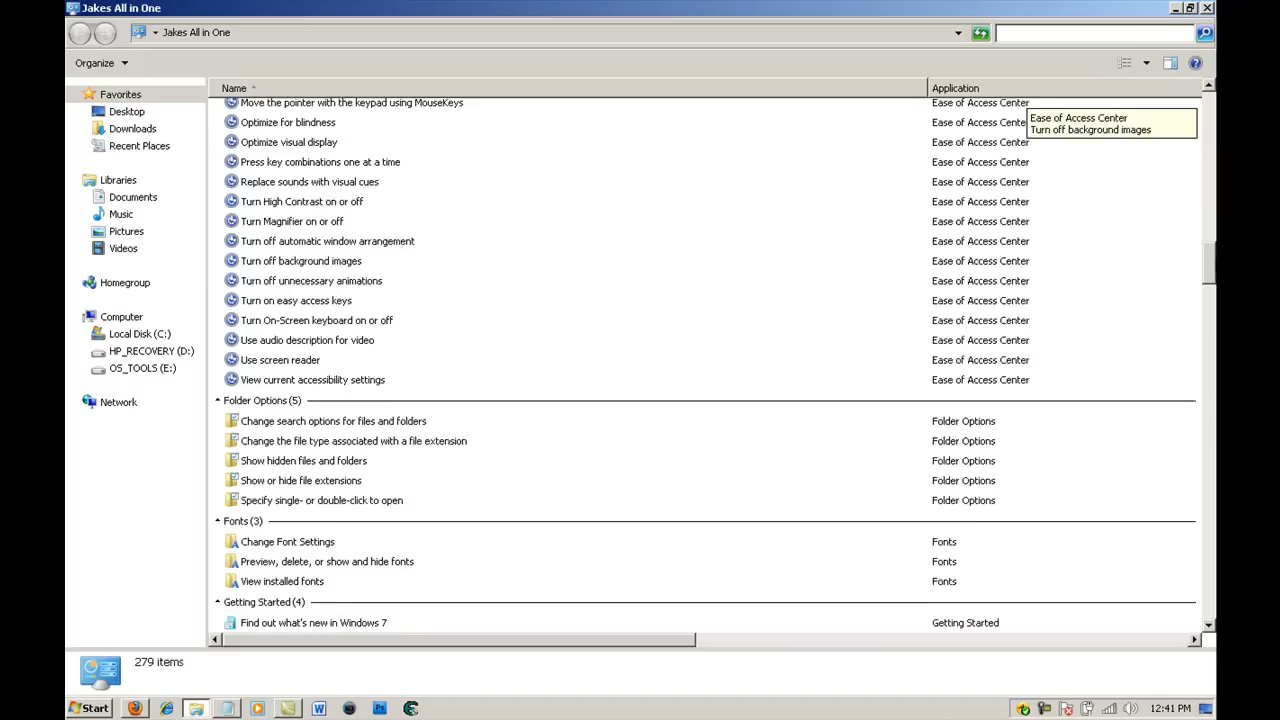 Jakes All in One
Jakes All in One
Organize
Name
Application
Favorites
Desktop
Downloads
Recent Places
Libraries
Documents
Music
Pictures
Videos
Homegroup
Computer
Local Disk (C:)
HP_RECOVERY (D:)
OS_TOOLS (E:)
Network
Move the pointer with the keypad using MouseKeys Ease of Access Center
Optimize for blindness Ease of Access Cente
Ease of Access Center
Turn off background images
Optimize visual display Ease of Access Center
Press key combinations one at a time Ease of Access Center
Replace sounds with visual cues Ease of Access Center
Turn High Contrast on or off Ease of Access Center
Turn Magnifier on or off Ease of Access Center
Turn off automatic window arrangement Ease of Access Center
Turn off background images Ease of Access Center
Turn off unnecessary animations Ease of Access Center
Turn on easy access keys Ease of Access Center
Turn On-Screen keyboard on or off Ease of Access Center
Use audio description for video Ease of Access Center
Use screen reader Ease of Access Center
View current accessibility settings Ease of Access Center
Folder Options (5)
Change search options for files and folders Folder Options
Change the file type associated with a file extension Folder Options
Show hidden files and folders Folder Options
Show or hide file extensions Folder Options
Specify single- or double-click to open Folder Options
Fonts (3)
Change Font Settings Fonts
Preview, delete, or show and hide fonts Fonts
View installed fonts Fonts
Getting Started (4)
Find out what's new in Windows 7 Getting Started
279 items
Start
12:41 PM